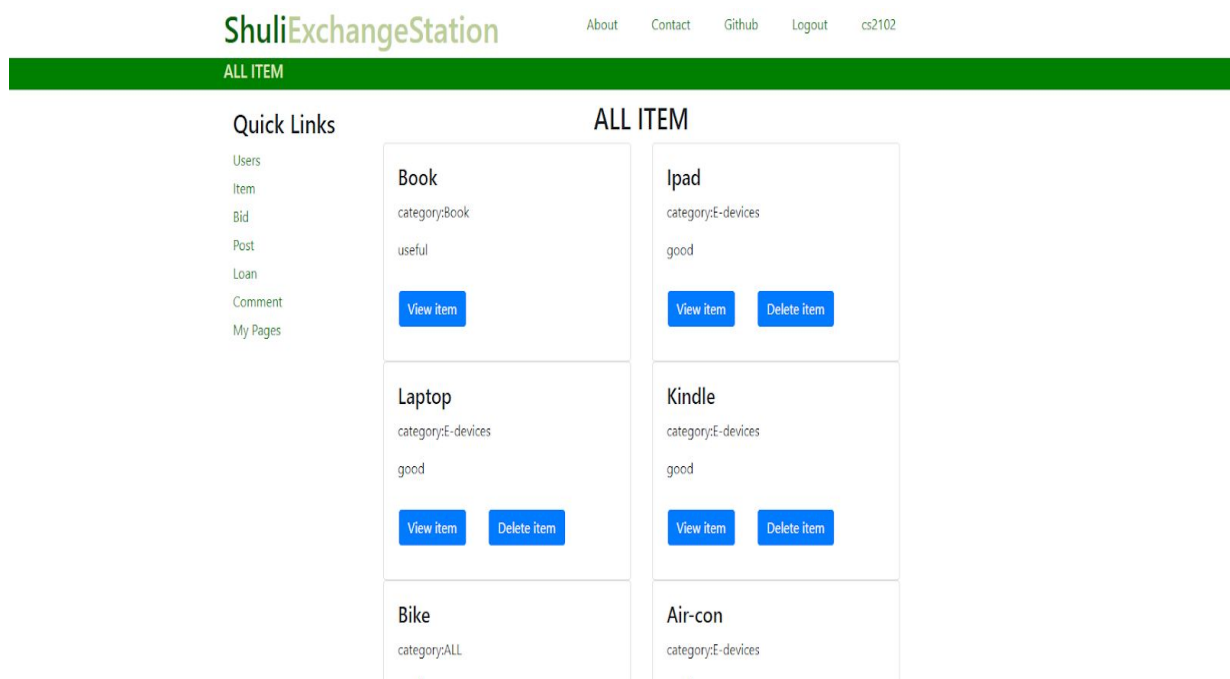 ShuliExchangeStation
About Contact Github Logout cs2102
ALL ITEM
Quick Links
Users
Item
Bid
Post
Loan
Comment
My Pages
ALL ITEM
Book
category:Book
useful
View item
Ipad
category:E-devices
good
View item Delete item
Laptop
category:E-devices
good
View item Delete item
Kindle
category:E-devices
good
View item Delete item
Bike
category:ALL
Air-con
category:E-devices